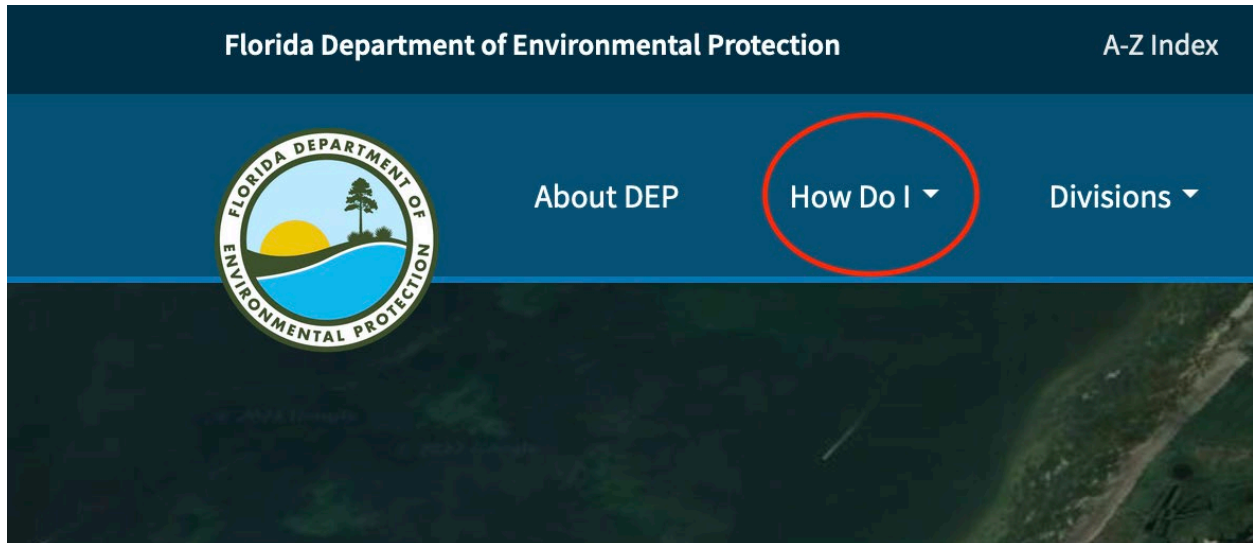 Florida Department of Environmental Protection
A-Z Index
FLORIDA DEPARTMENT OF ENVIRONMENTAL PROTECTION
About DEP
How Do I
Divisions